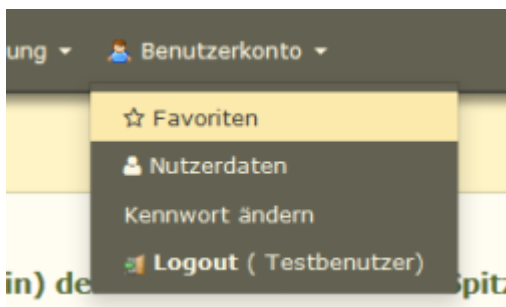 ung Benutzerkonto
Favoriten
Nutzerdaten
Kennwort ändern
Logout ( Testbenutzer)
in) de Spitz